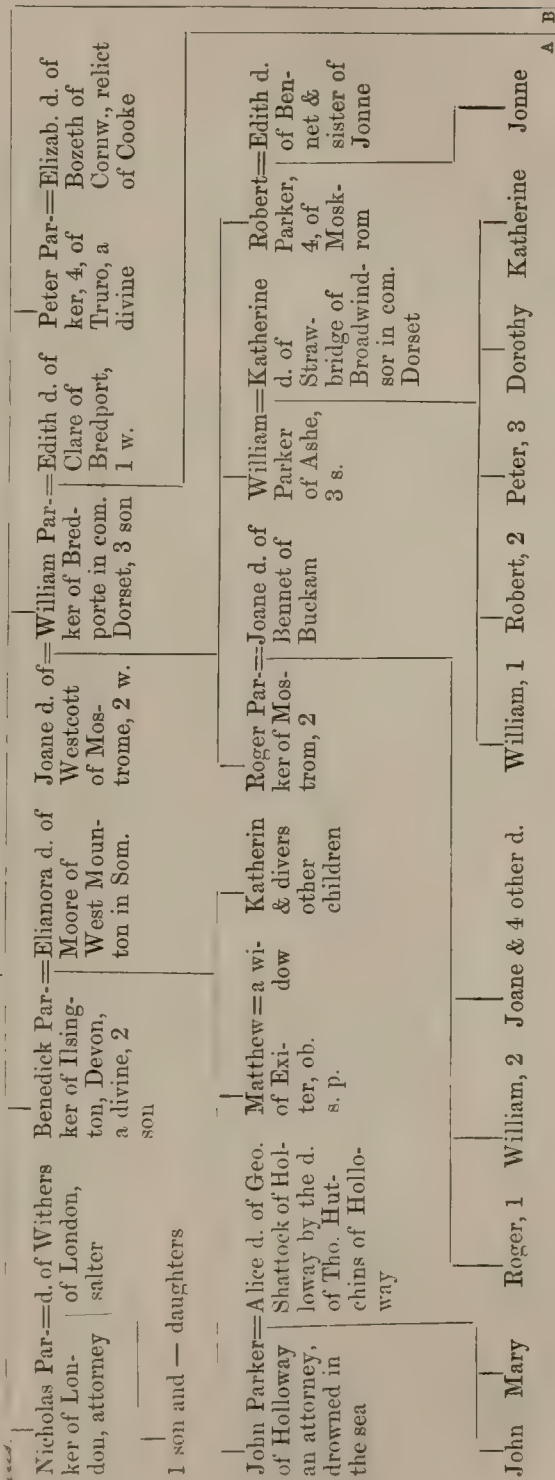 Nicholas Par-=d. of Withers
ker of Lon-
of London,
dou, attorney
salter
Benedick Par-=Elianora d. of
ker of Ilsing-
Moore of
ton, Devon,
West Moun-
a divine, 2
ton in Som.
son
Joane d. of=William Par-=Edith d. of
Westcott
ker of Bred-
Clare of
of Mos-
porte in com.
Bredport,
trome, 2 w.
Dorset, 3 son
1 w.
Peter Par-=Elizab. d. of
ker, 4, of
Bozeth of
Truro, a
Cornw., relict
divine
of Cooke
1 son and — daughters
John Parker=Alice d. of Geo.
of Holloway
Shattock of Hol-
an attorney,
loway by the d.
drowned in
of Tho. Hut-
the sea
chins of Hollo-
way
Matthew=a wi-
of Exi-
dow
ter, ob.
s. p.
Katherin
& divers
other
children
Roger Par-=Joane d. of
ker of Mos-
Bennet of
trom, 2
Buckam
William=Katherine
Parker
d. of
of Ashe,
Straw-
3 s.
bridge of
Broadwind-
sor in com.
Dorset
Robert=Edith d.
Parker,
of Ben-
4, of
net &
Mosk-
sister of
rom
Jonne
John Mary Roger, 1 William, 2 Joane & 4 other d. William, 1 Robert, 2 Peter, 3 Dorothy Katherine Jonne
A B